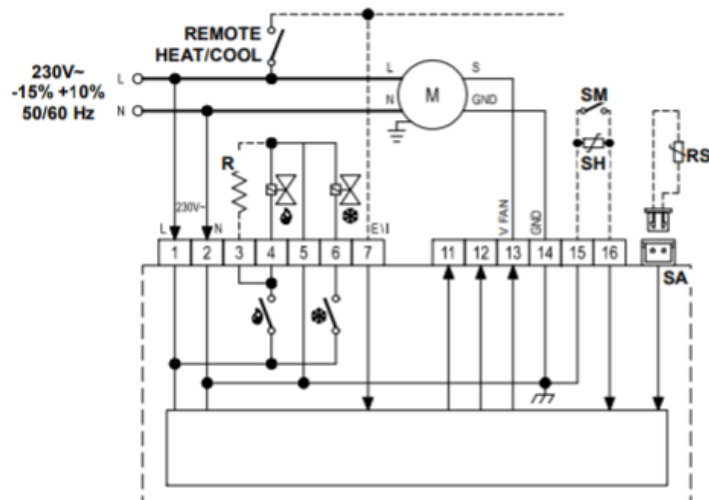 REMOTE
HEAT/COOL
230V~
-15% +10%
50/60 Hz
L
N
L
N
M
S
GND
SM
SH
RS
R
230V~
L
N
E\I
V FAN
GND
1
2
3
4
5
6
7
11
12
13
14
15
16
SA